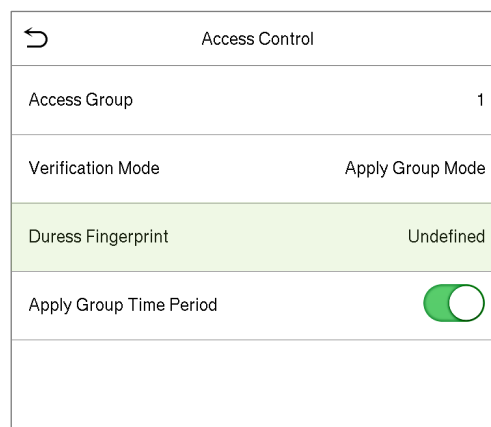 Access Control
Access Group 1
Verification Mode Apply Group Mode
Duress Fingerprint Undefined
Apply Group Time Period